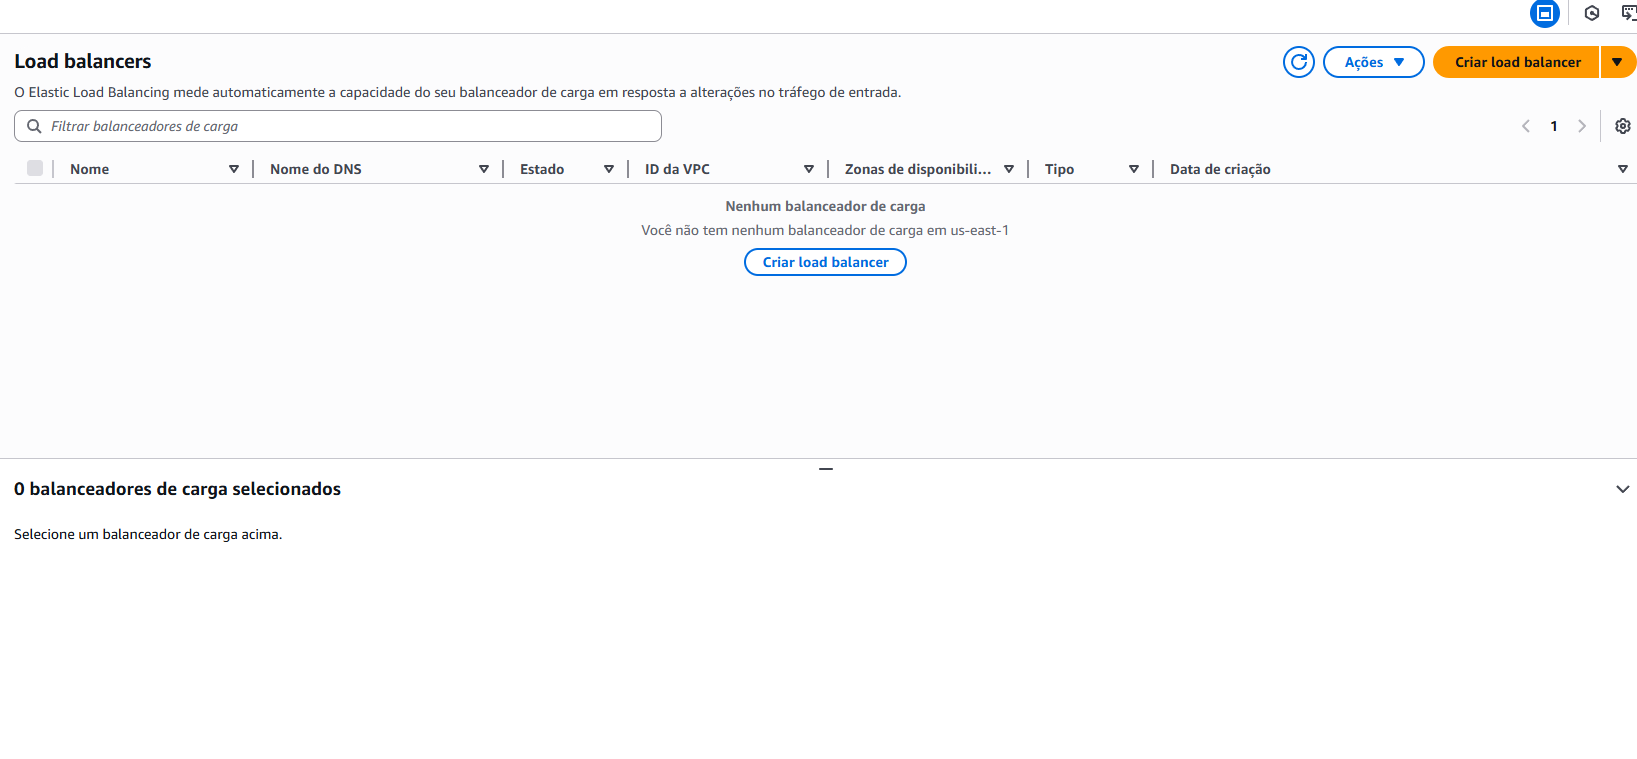 Load balancers
Ações
Criar load balancer
O Elastic Load Balancing mede automaticamente a capacidade do seu balanceador de carga em resposta a alterações no tráfego de entrada.
Filtrar balanceadores de carga
1
Nome
Nome do DNS
Estado
ID da VPC
Zonas de disponibili...
Tipo
Data de criação
Nenhum balanceador de carga
Você não tem nenhum balanceador de carga em us-east-1
Criar load balancer
0 balanceadores de carga selecionados
Selecione um balanceador de carga acima.